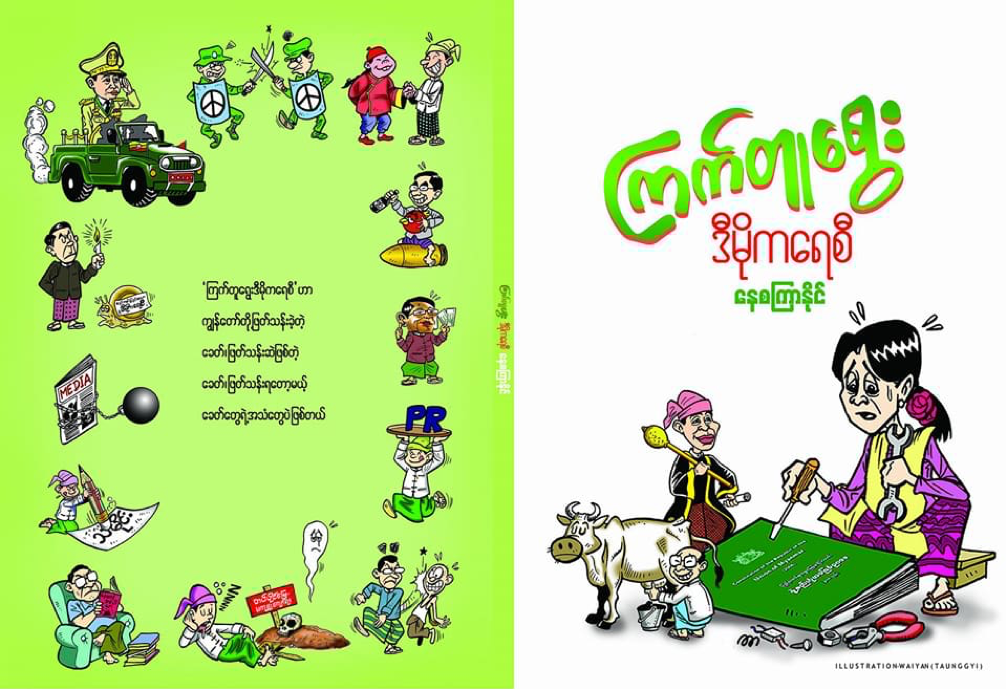 ကြက်တူရွေး
ဒီမိုကရေစီ
နေစကြာနိုင်
'ကြက်တူရွေးဒီမိုကရေစီ'ဟာ
ကျွန်တော်တို့ဖြတ်သန်းခဲ့တဲ့
ခေတ်၊ဖြတ်သန်းဆဲဖြစ်တဲ့
ခေတ်၊ဖြတ်သန်းရတော့မယ့်
ခေတ်တွေရဲ့အသံတွေပဲဖြစ်တယ်
MEDIA
PR
ILLUSTRATION-WAIYAN(TAUNGGYI)